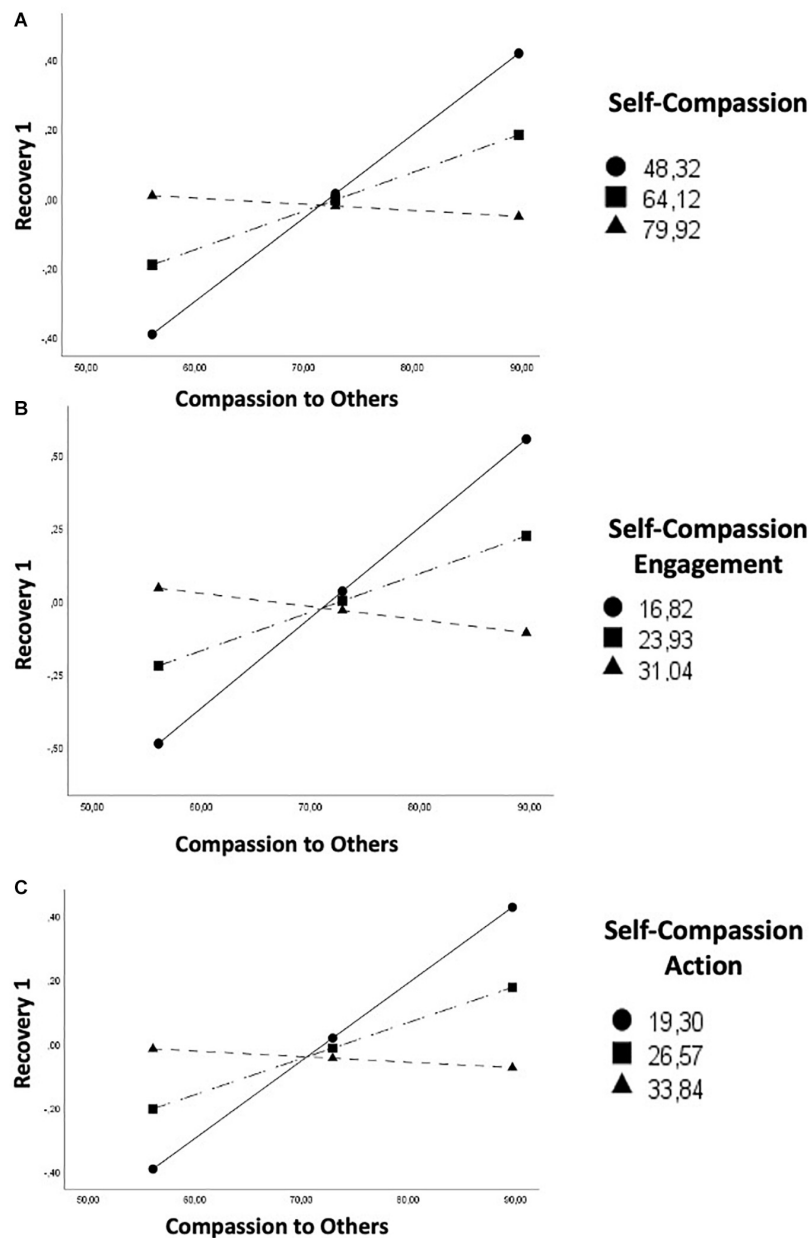 A
,40
,20
,00
-,20
-,40
Recovery 1
50,00 60,00 70,00 80,00 90,00
Compassion to Others
Self-Compassion
48,32
64,12
79,92
B
,50
,25
,00
-,25
-,50
Recovery 1
50,00 60,00 70,00 80,00 90,00
Compassion to Others
Self-Compassion
Engagement
16,82
23,93
31,04
C
,40
,20
,00
-,20
-,40
Recovery 1
50,00 60,00 70,00 80,00 90,00
Compassion to Others
Self-Compassion
Action
19,30
26,57
33,84